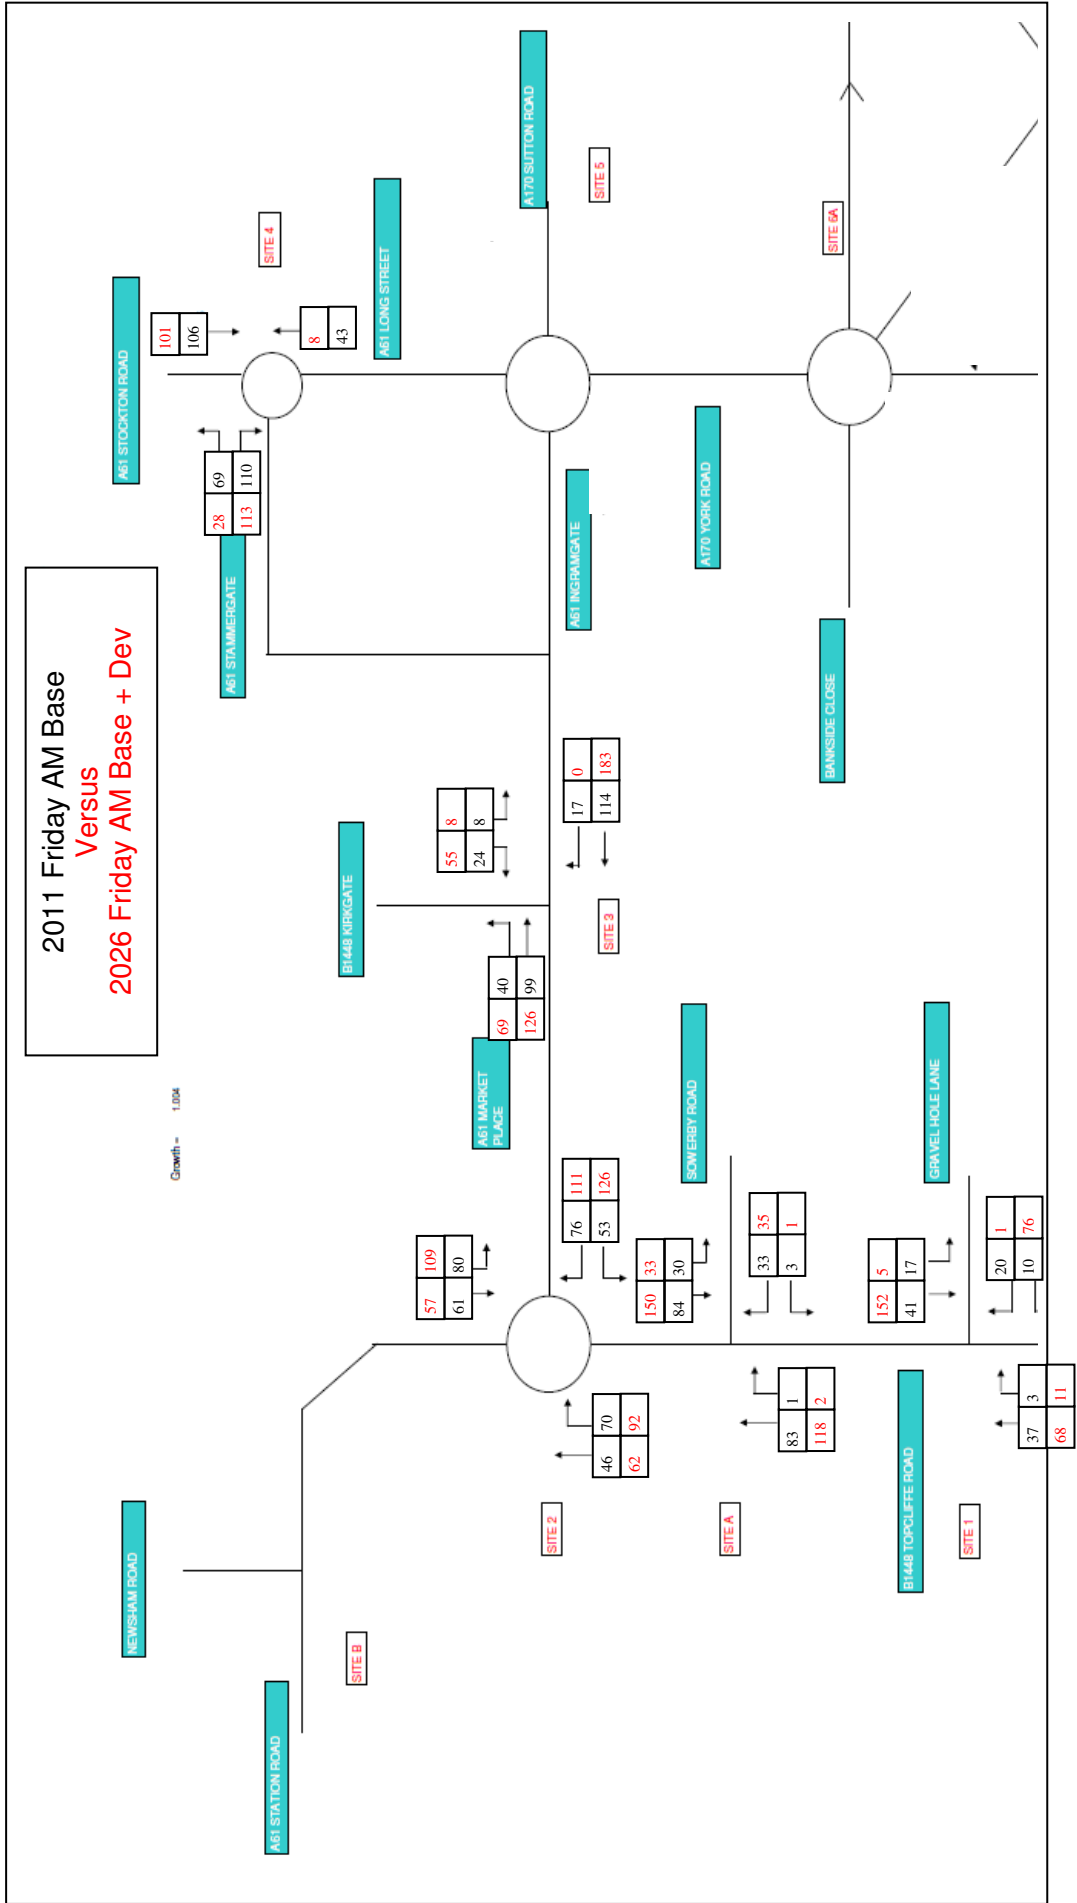 2011 Friday AM Base
Versus
2026 Friday AM Base + Dev
Growth = 1.004
NEWSHAM ROAD
A61 STATION ROAD
SITE B
B1448 KIRKGATE
A61 STAMMERGATE
A61 STOCKTON ROAD
SITE 4
A61 LONG STREET
A170 SUTTON ROAD
SITE 5
28 69
113 110
101
106
8
43
57 109
61 80
A61 MARKET
PLACE
69 40
126 99
55 8
24 8
17 0
114 183
SITE 3
A61 INGRAMGATE
A170 YORK ROAD
SITE 6A
BANKSIDE CLOSE
SITE 2
46 70
62 92
76 111
53 126
150 33
84 30
SOWERBY ROAD
SITE A
83 1
118 2
33 35
3 1
B1448 TOPCLIFFE ROAD
152 5
41 17
GRAVEL HOLE LANE
SITE 1
37 3
68 11
20 1
10 76